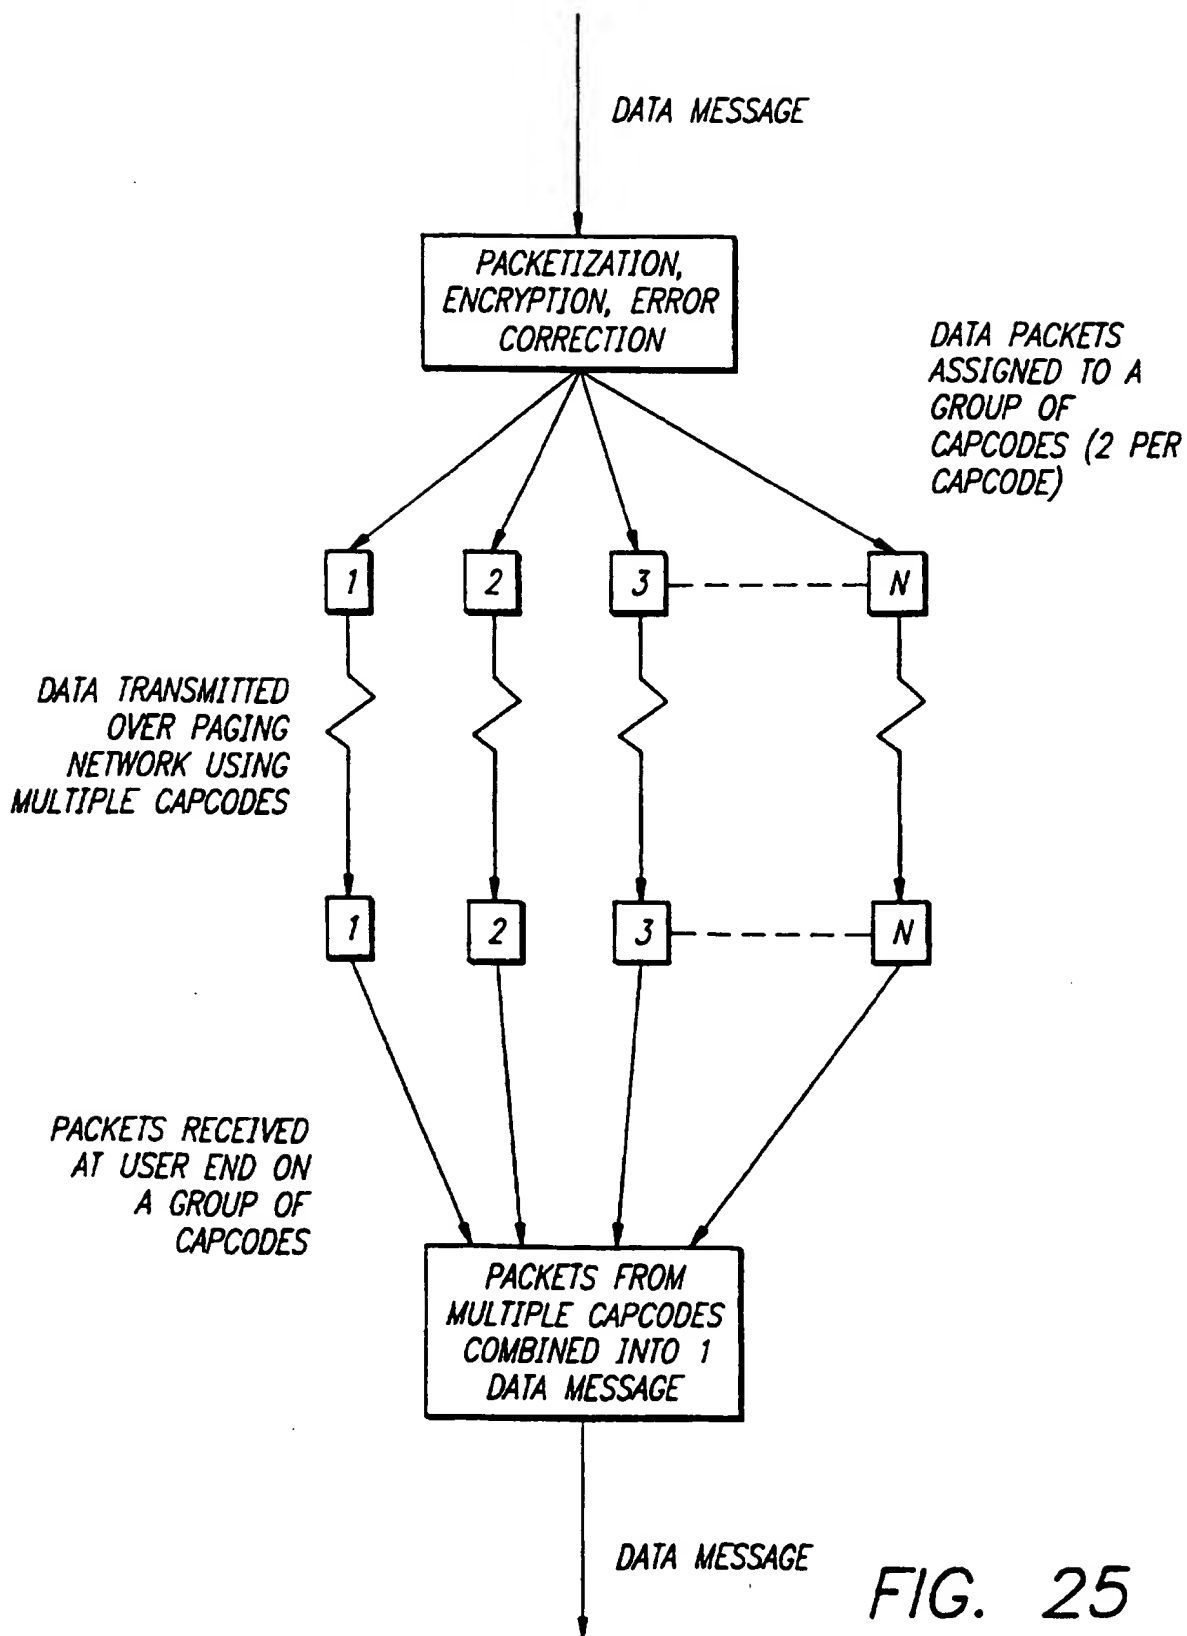 DATA MESSAGE
PACKETIZATION,
ENCRYPTION, ERROR
CORRECTION
DATA PACKETS
ASSIGNED TO A
GROUP OF
CAPCODES (2 PER
CAPCODE)
1
2
3
N
DATA TRANSMITTED
OVER PAGING
NETWORK USING
MULTIPLE CAPCODES
1
2
3
N
PACKETS RECEIVED
AT USER END ON
A GROUP OF
CAPCODES
PACKETS FROM
MULTIPLE CAPCODES
COMBINED INTO 1
DATA MESSAGE
DATA MESSAGE
FIG. 25